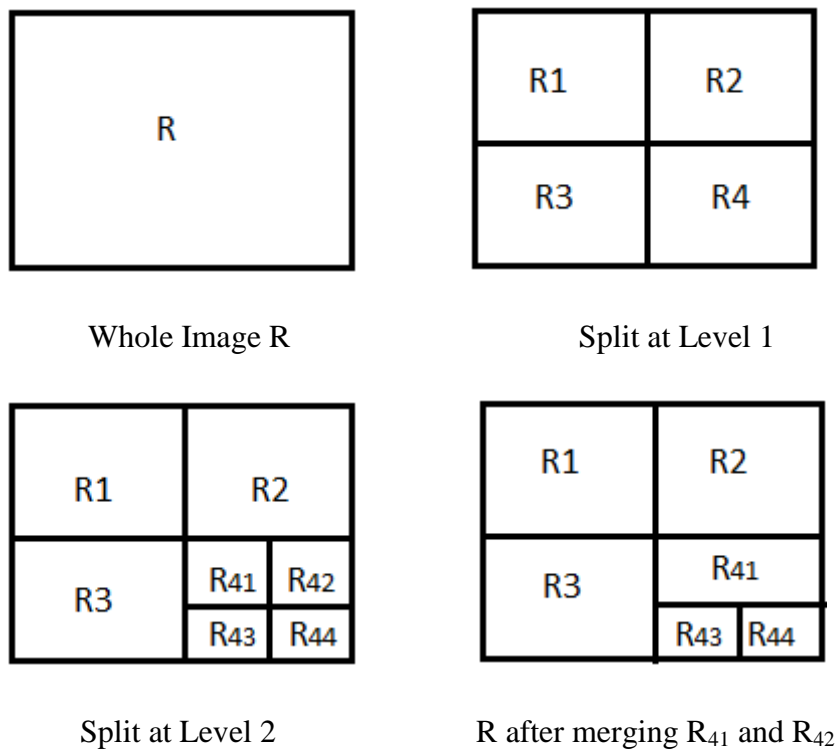 R
R1 R2
R3 R4
Whole Image R
Split at Level 1
R1 R2
R3 R41 R42
R43 R44
R1 R2
R3 R41
R43 R44
Split at Level 2
R after merging R41 and R42